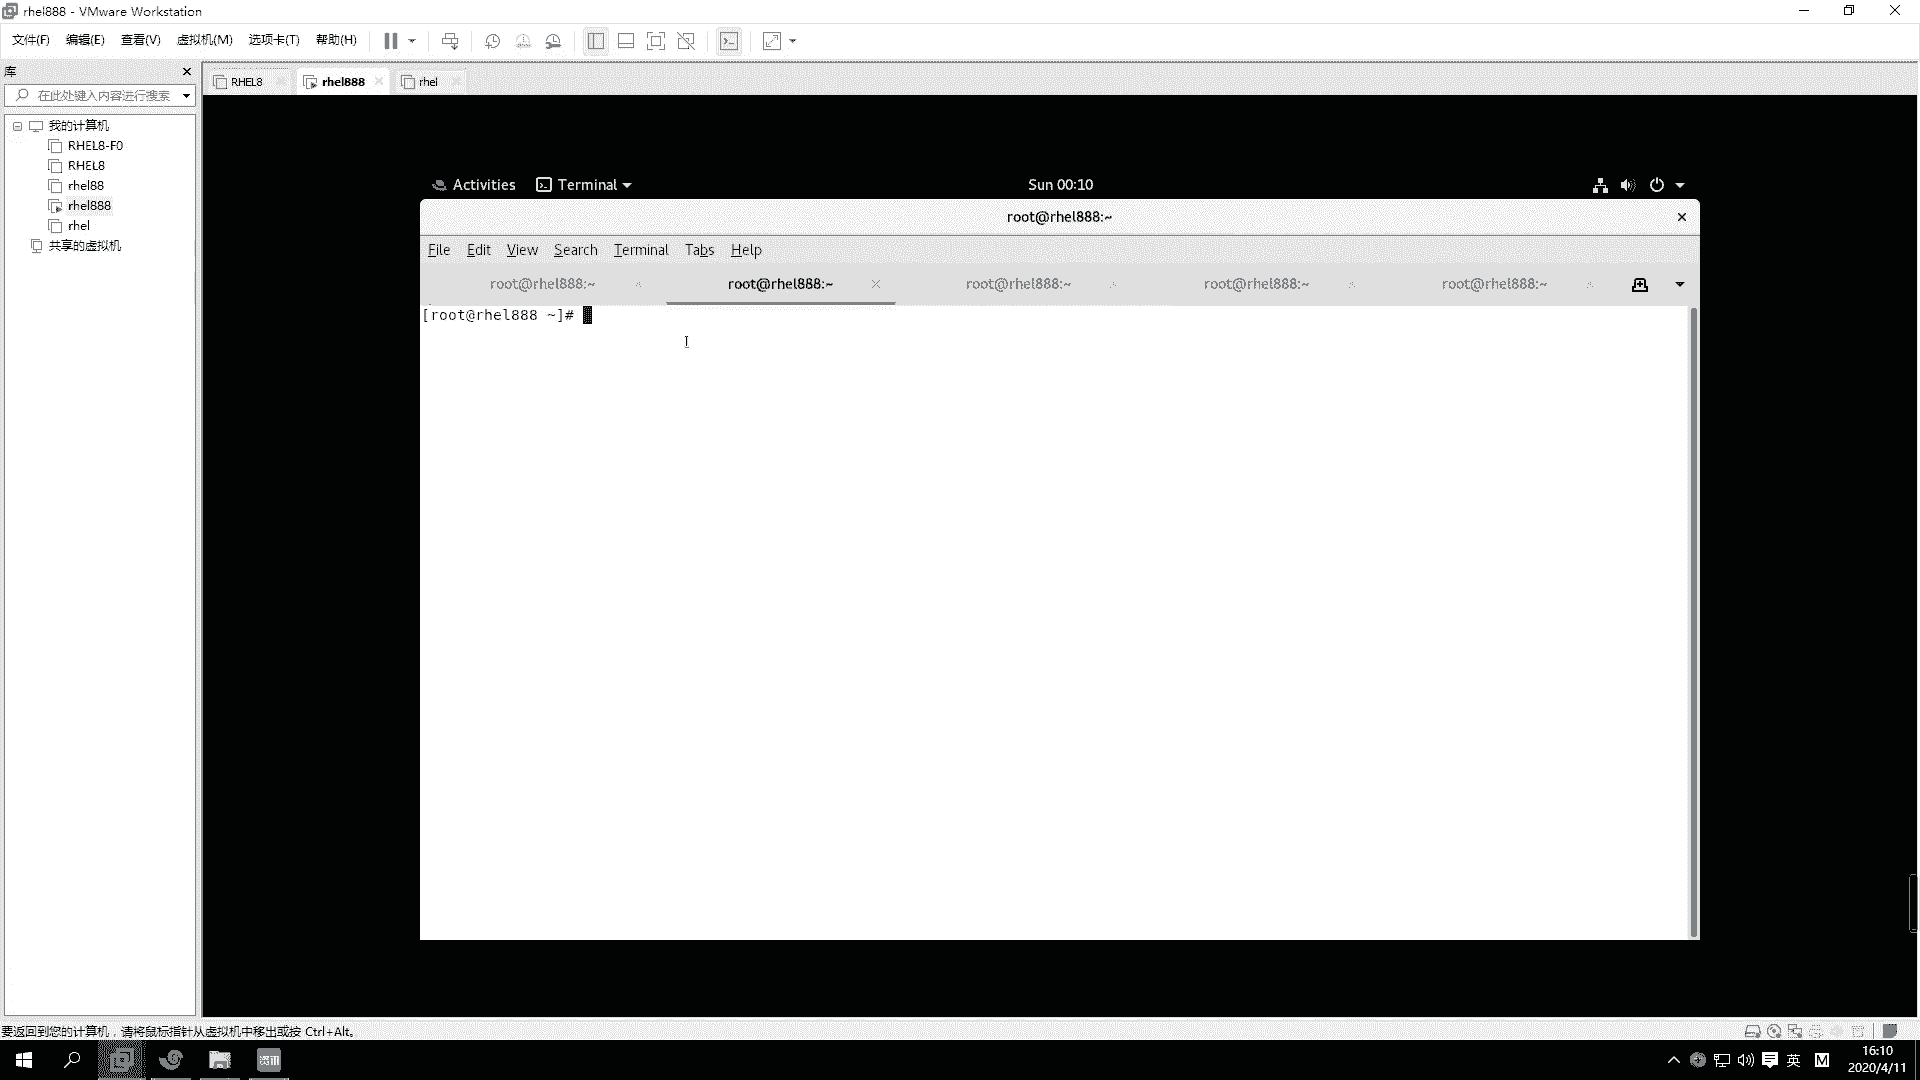 rhel888 - VMware Workstation
文件(F) 编辑(E) 查看(V) 虚拟机(M) 选项卡(T) 帮助(H)
库
在此处键入内容进行搜索
我的计算机
RHEL8-F0
RHEL8
rhel88
rhel888
rhel
共享的虚拟机
RHEL8 rhel888 rhel
Activities Terminal Sun 00:10
root@rhel888:~
File Edit View Search Terminal Tabs Help
root@rhel888:~ root@rhel888:~ root@rhel888:~ root@rhel888:~ root@rhel888:~
[root@rhel888 ~]#
要返回到您的计算机，请将鼠标指针从虚拟机中移出或按 Ctrl+Alt。
资讯
英 M
16:10
2020/4/11